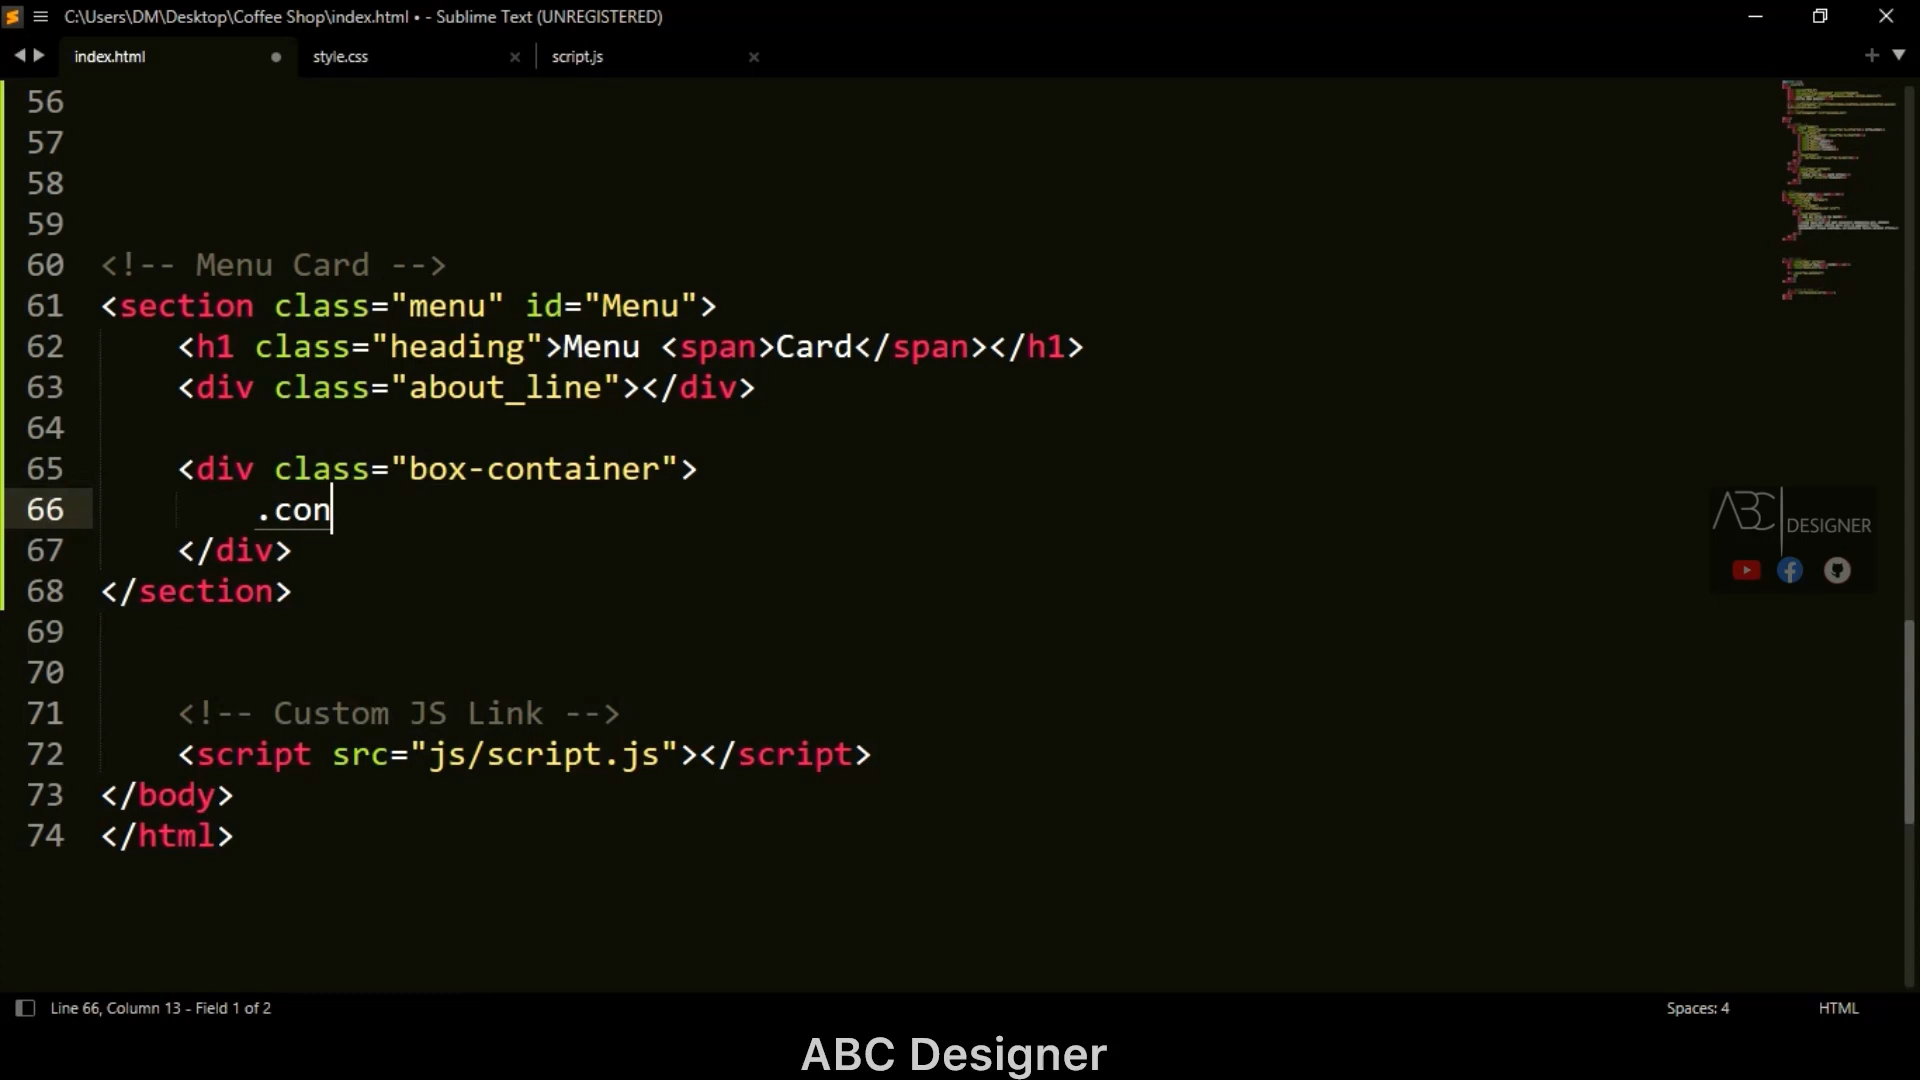 C:\Users\DM\Desktop\Coffee Shop\index.html • - Sublime Text (UNREGISTERED)
index.html
style.css
script.js
56
57
58
59
60 <!-- Menu Card -->
61 <section class="menu" id="Menu">
62 <h1 class="heading">Menu <span>Card</span></h1>
63 <div class="about_line"></div>
64
65 <div class="box-container">
66 .con
67 </div>
68 </section>
69
70
71 <!-- Custom JS Link -->
72 <script src="js/script.js"></script>
73 </body>
74 </html>
ABC DESIGNER
Line 66, Column 13 - Field 1 of 2
Spaces: 4
HTML
ABC Designer